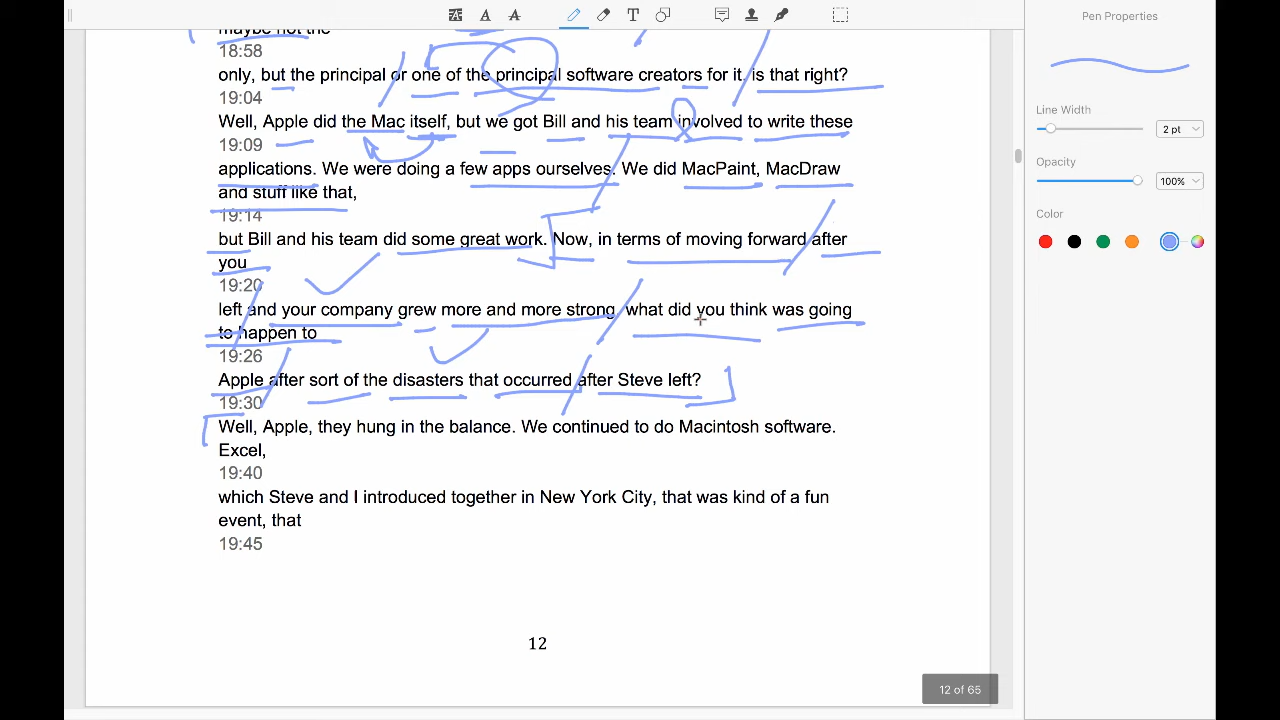 Pen Properties
maybe not the
18:58
only, but the principal or one of the principal software creators for it. is that right?
19:04
Well, Apple did the Mac itself, but we got Bill and his team involved to write these
19:09
applications. We were doing a few apps ourselves. We did MacPaint, MacDraw
and stuff like that,
19:14
but Bill and his team did some great work. Now, in terms of moving forward after
you
19:20
left and your company grew more and more strong, what did you think was going
to happen to
19:26
Apple after sort of the disasters that occurred after Steve left?
19:30
Well, Apple, they hung in the balance. We continued to do Macintosh software.
Excel,
19:40
which Steve and I introduced together in New York City, that was kind of a fun
event, that
19:45
12
12 of 65
Line Width
2 pt
Opacity
100%
Color